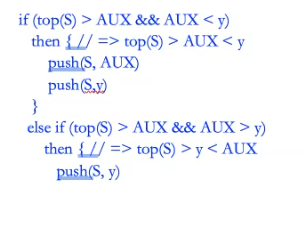 if (top(S) > AUX && AUX < y)
then { // => top(S) > AUX < y
push(S, AUX)
push(S,y)
}
else if (top(S) > AUX && AUX > y)
then { // => top(S) > y < AUX
push(S, y)